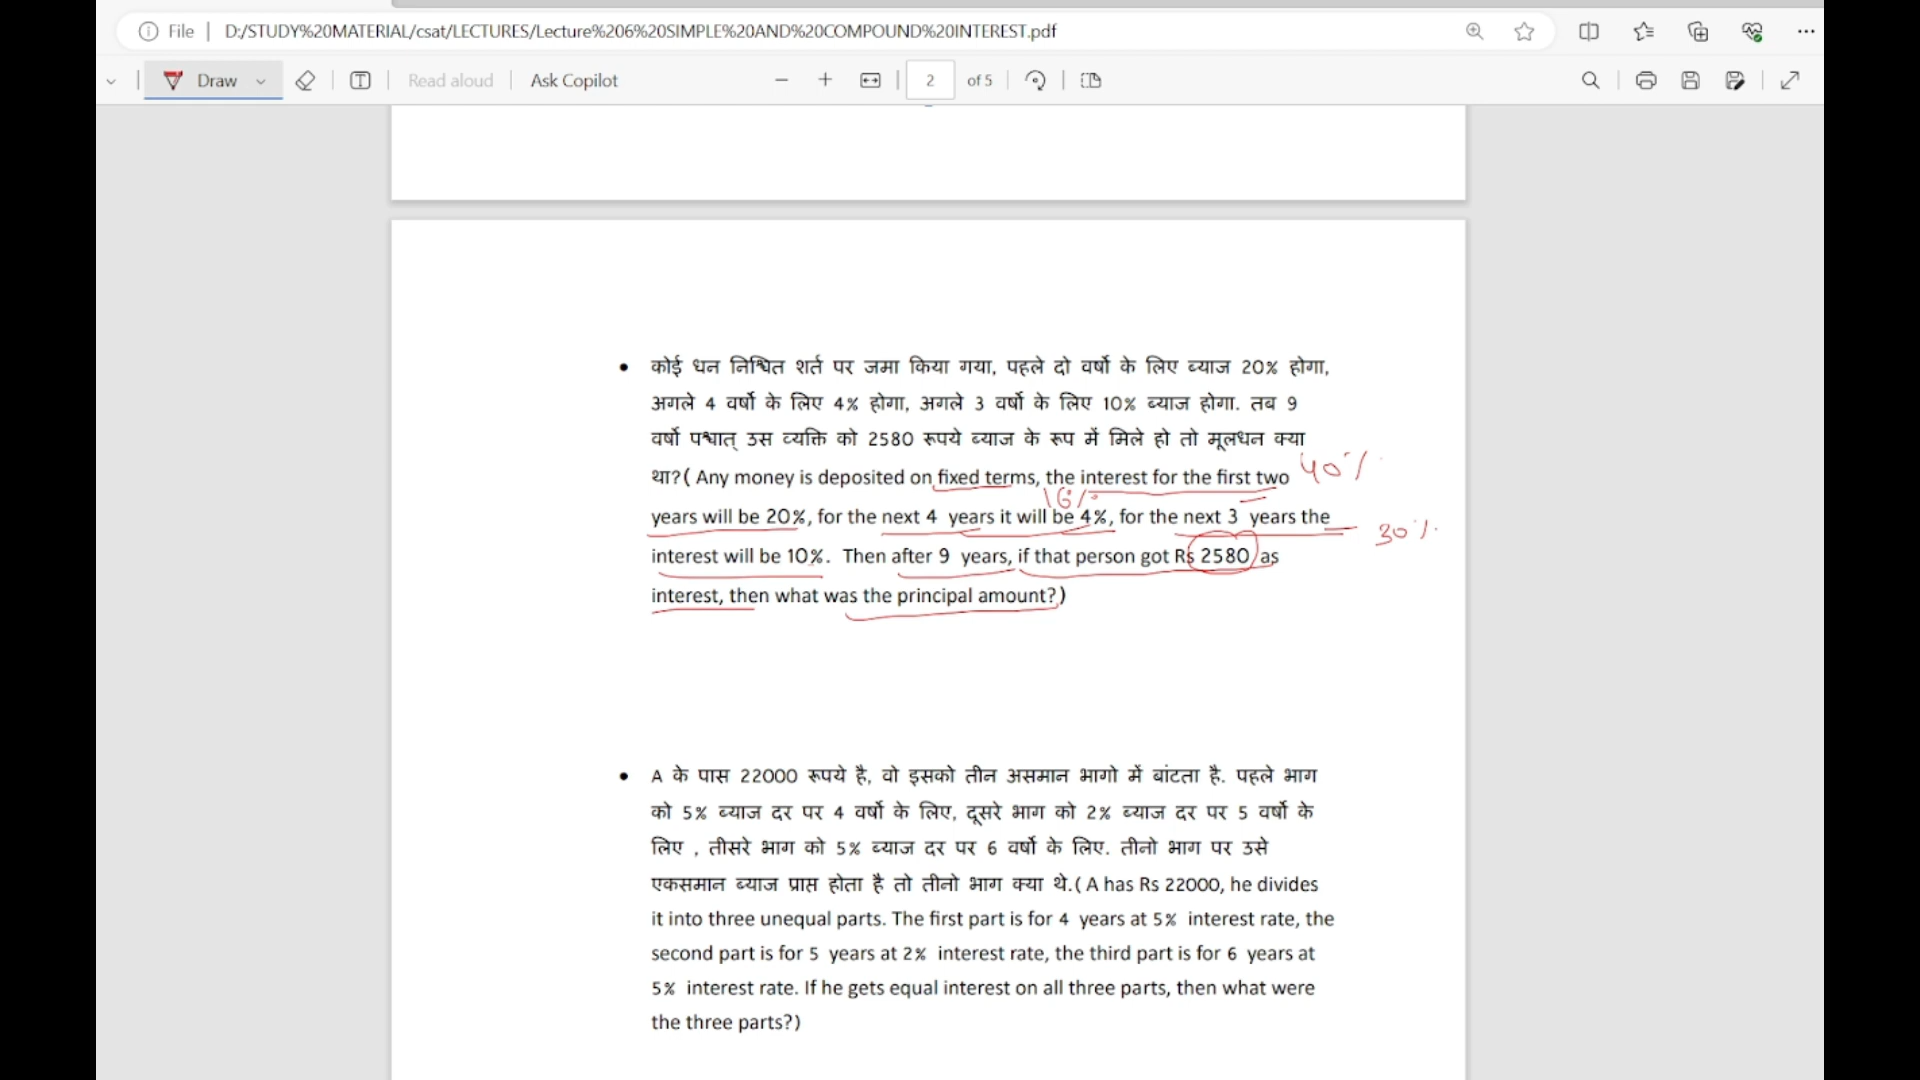 File
D:/STUDY%20MATERIAL/csat/LECTURES/Lecture%206%20SIMPLE%20AND%20COMPOUND%20INTEREST.pdf
Draw
Read aloud
Ask Copilot
2
of 5
कोई धन निश्चित शर्त पर जमा किया गया, पहले दो वर्षो के लिए ब्याज 20% होगा,
अगले 4 वर्षो के लिए 4% होगा, अगले 3 वर्षो के लिए 10% ब्याज होगा. तब 9
वर्षो पश्चात् उस व्यक्ति को 2580 रूपये ब्याज के रूप में मिले हो तो मूलधन क्या
था?( Any money is deposited on fixed terms, the interest for the first two
40%
16%
years will be 20%, for the next 4 years it will be 4%, for the next 3 years the
30%
interest will be 10%. Then after 9 years, if that person got Rs 2580 as
interest, then what was the principal amount?)
A के पास 22000 रूपये है, वो इसको तीन असमान भागो में बांटता है. पहले भाग
को 5% ब्याज दर पर 4 वर्षो के लिए, दूसरे भाग को 2% ब्याज दर पर 5 वर्षो के
लिए , तीसरे भाग को 5% ब्याज दर पर 6 वर्षो के लिए. तीनो भाग पर उसे
एकसमान ब्याज प्राप्त होता है तो तीनो भाग क्या थे.( A has Rs 22000, he divides
it into three unequal parts. The first part is for 4 years at 5% interest rate, the
second part is for 5 years at 2% interest rate, the third part is for 6 years at
5% interest rate. If he gets equal interest on all three parts, then what were
the three parts?)